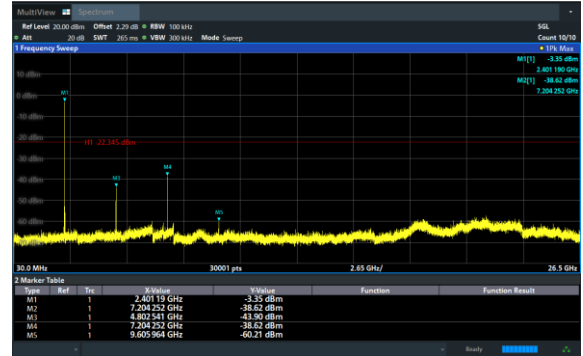 MultiView Spectrum
Ref Level 20.00 dBm Offset 2.29 dB RBW 100 kHz SGL
Att 20 dB SWT 265 ms VBW 300 kHz Mode Sweep Count 10/10
1 Frequency Sweep 1Pk Max
M1[1] -3.35 dBm
2.401 190 GHz
M2[1] -38.62 dBm
7.204 252 GHz
10 dBm
0 dBm
M1
-10 dBm
-20 dBm
H1 -22.345 dBm
-30 dBm
M4
-40 dBm
M3
-50 dBm
M5
-60 dBm
30.0 MHz 30001 pts 2.65 GHz/ 26.5 GHz
2 Marker Table
Type Ref Trc X-Value Y-Value Function Function Result
M1 1 2.401 19 GHz -3.35 dBm
M2 1 7.204 252 GHz -38.62 dBm
M3 1 4.802 541 GHz -43.90 dBm
M4 1 7.204 252 GHz -38.62 dBm
M5 1 9.605 964 GHz -60.21 dBm
Ready